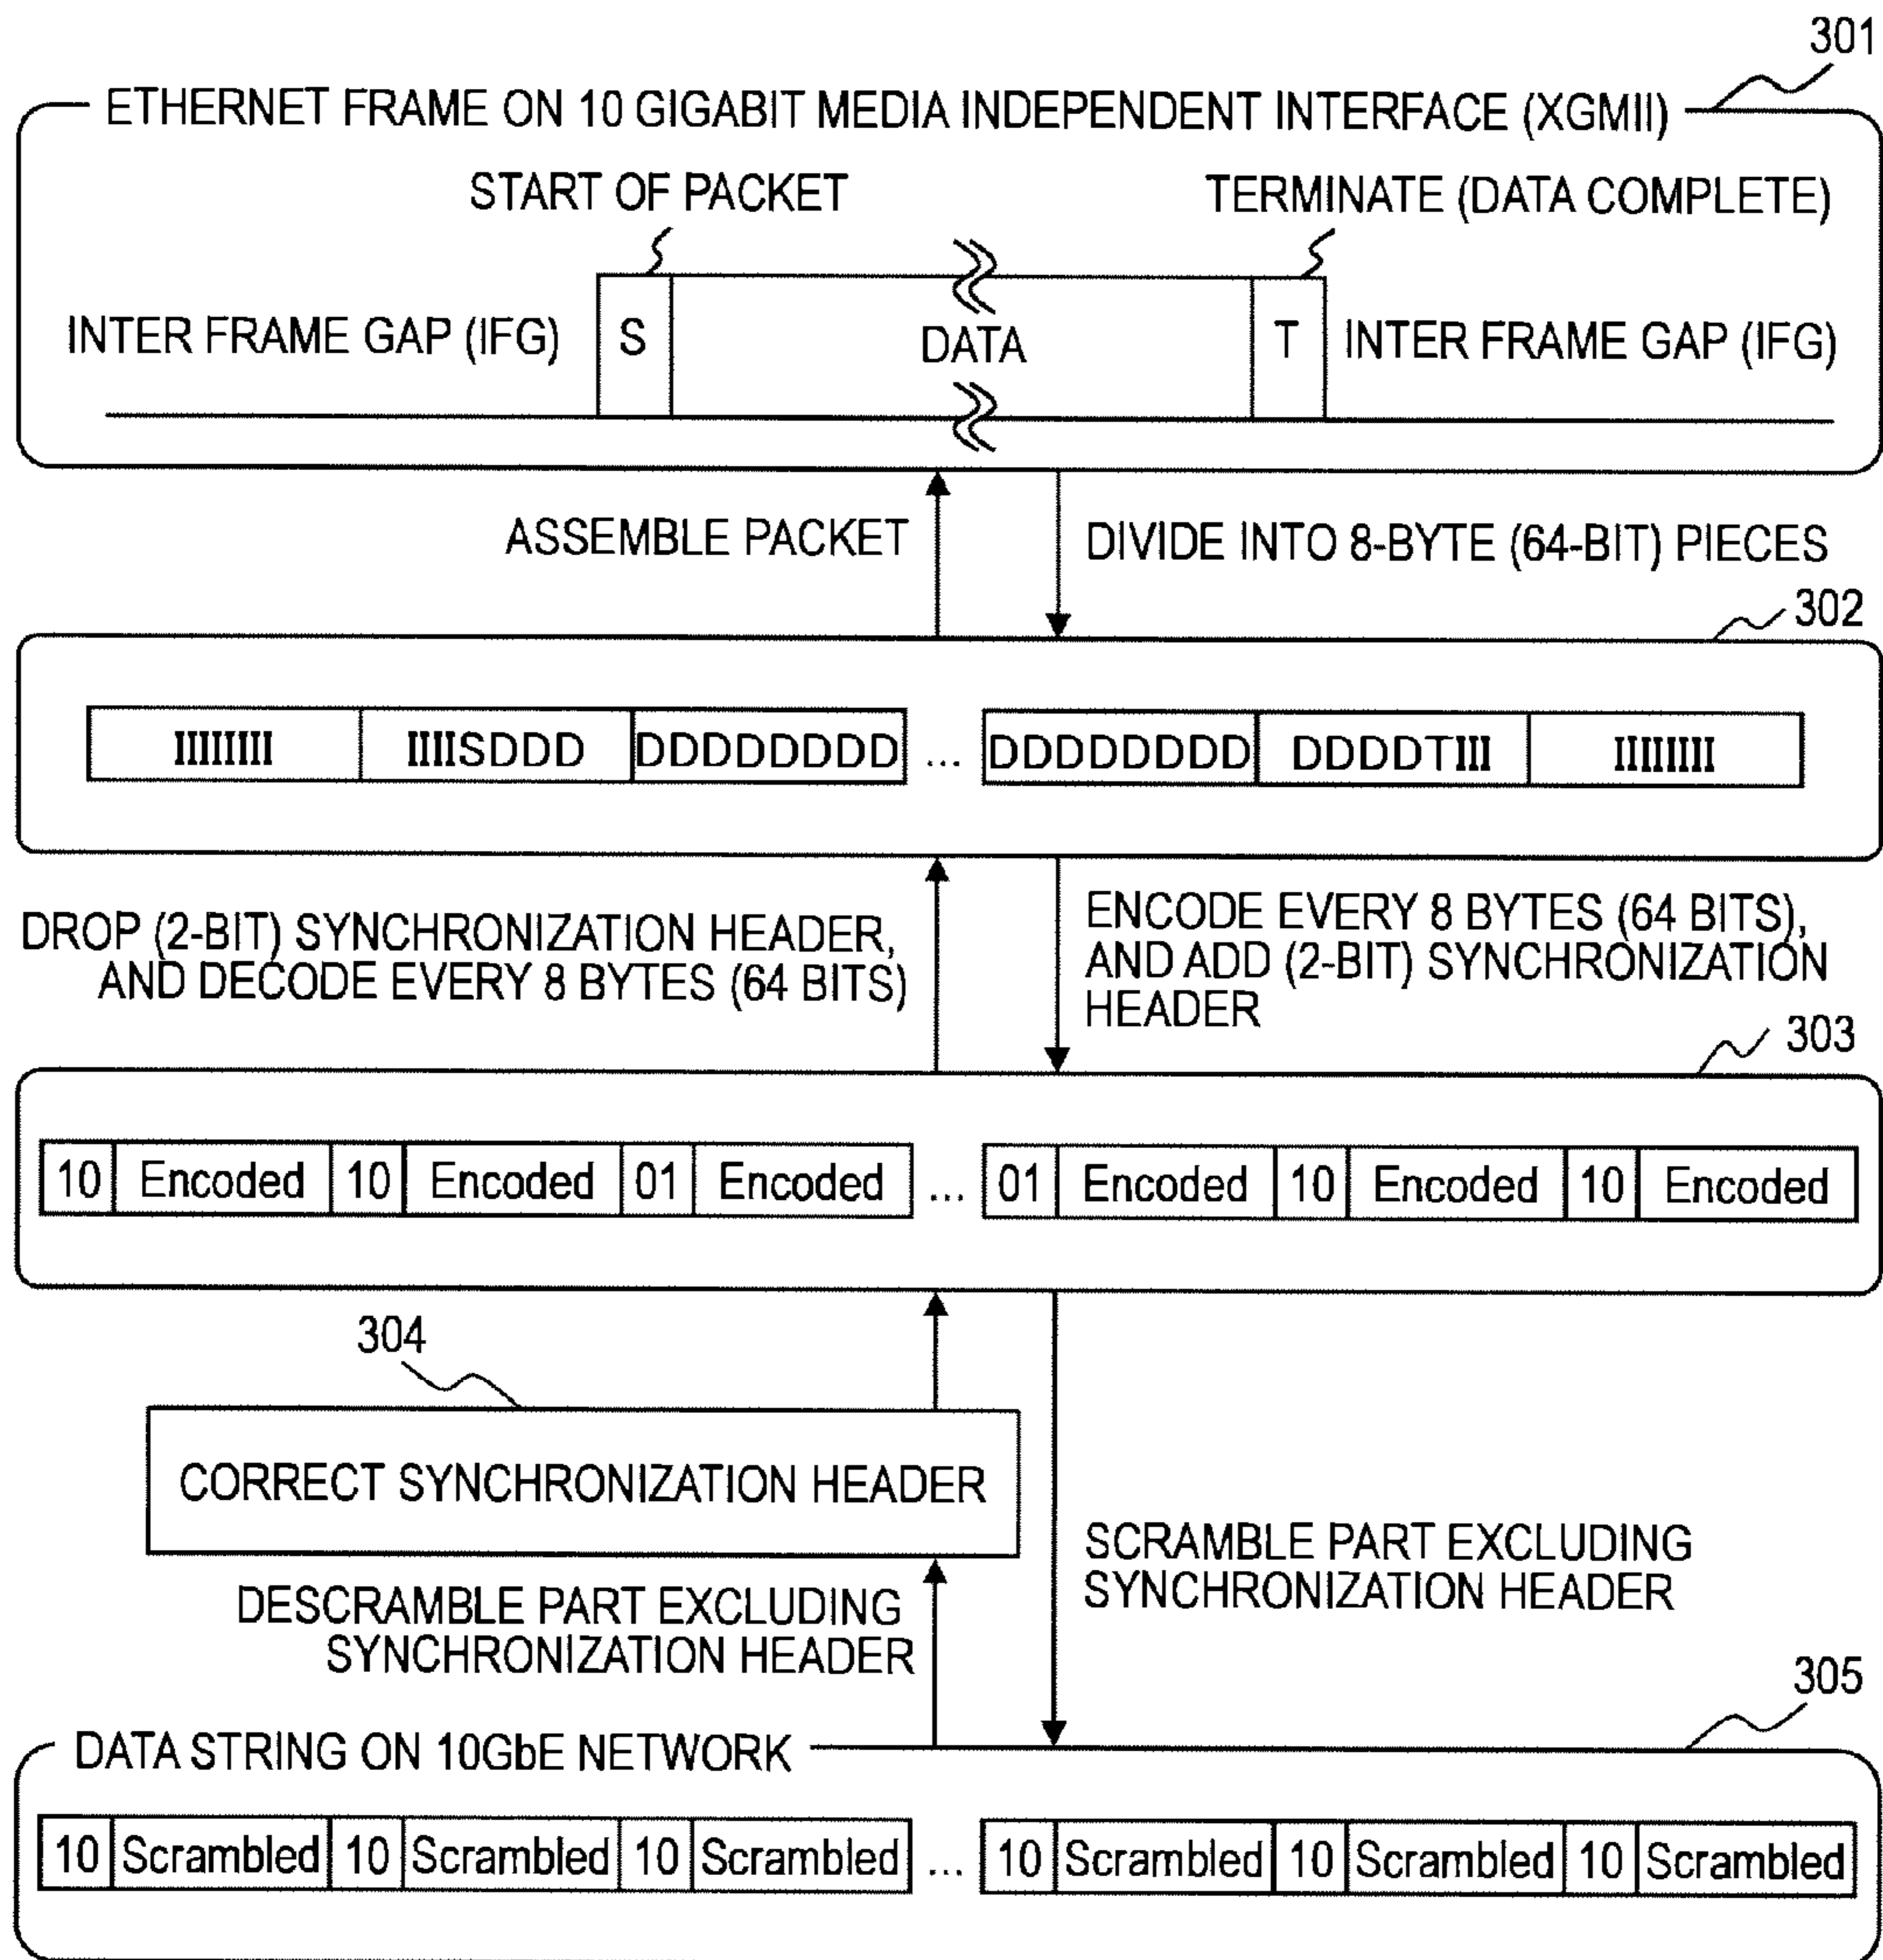 301
ETHERNET FRAME ON 10 GIGABIT MEDIA INDEPENDENT INTERFACE (XGMII)
START OF PACKET
TERMINATE (DATA COMPLETE)
INTER FRAME GAP (IFG) S DATA T INTER FRAME GAP (IFG)
ASSEMBLE PACKET
DIVIDE INTO 8-BYTE (64-BIT) PIECES
302
IIIIIIII IIIISDDD DDDDDDDD ... DDDDDDDD DDDDTIII IIIIIIII
DROP (2-BIT) SYNCHRONIZATION HEADER,
AND DECODE EVERY 8 BYTES (64 BITS)
ENCODE EVERY 8 BYTES (64 BITS),
AND ADD (2-BIT) SYNCHRONIZATION
HEADER
303
10 Encoded 10 Encoded 01 Encoded ... 01 Encoded 10 Encoded 10 Encoded
304
CORRECT SYNCHRONIZATION HEADER
SCRAMBLE PART EXCLUDING
SYNCHRONIZATION HEADER
DESCRAMBLE PART EXCLUDING
SYNCHRONIZATION HEADER
305
DATA STRING ON 10GbE NETWORK
10 Scrambled 10 Scrambled 10 Scrambled ... 10 Scrambled 10 Scrambled 10 Scrambled